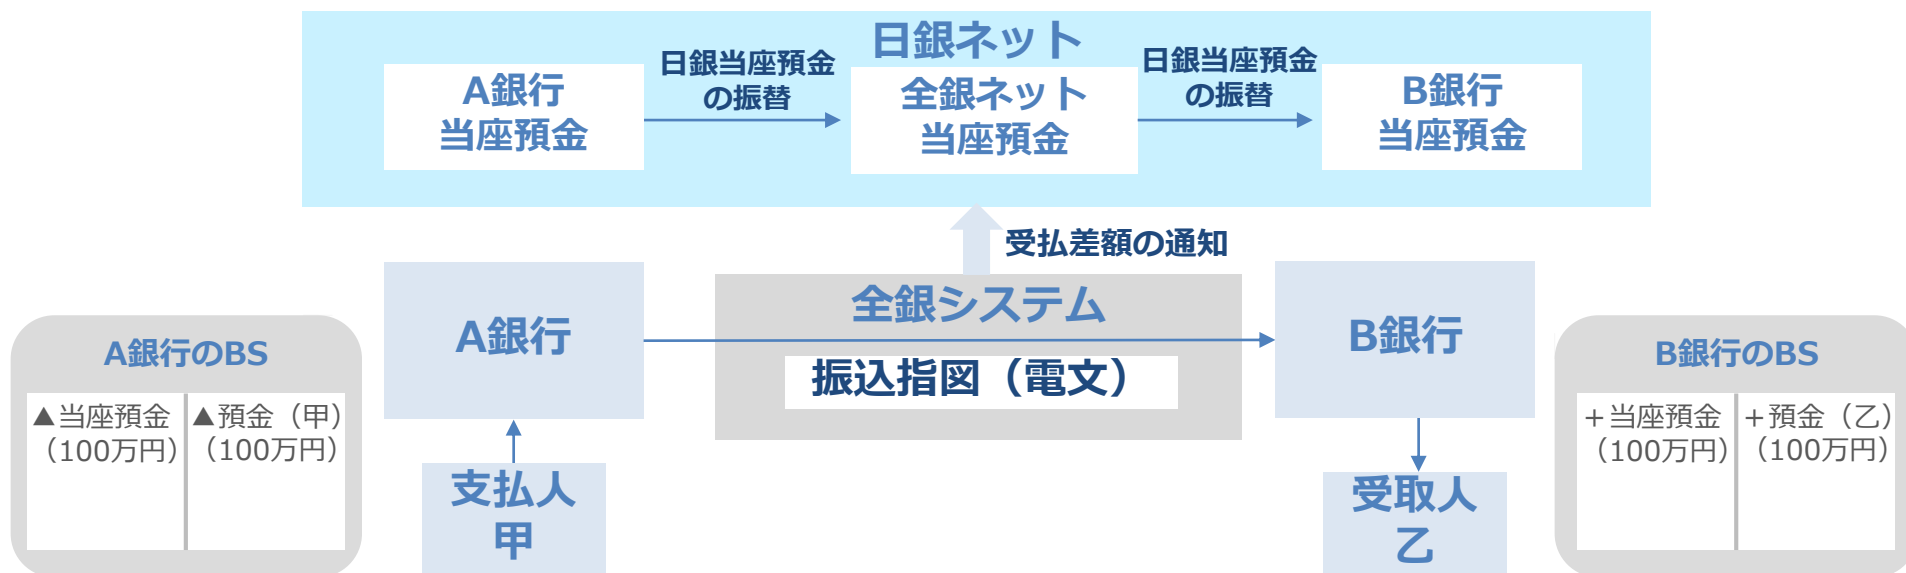 日銀ネット
A銀行
当座預金
日銀当座預金
の振替
全銀ネット
当座預金
日銀当座預金
の振替
B銀行
当座預金
受払差額の通知
A銀行
全銀システム
振込指図（電文）
B銀行
支払人
甲
受取人
乙
A銀行のBS
▲当座預金
（100万円）
▲預金（甲）
（100万円）
B銀行のBS
＋当座預金
（100万円）
＋預金（乙）
（100万円）